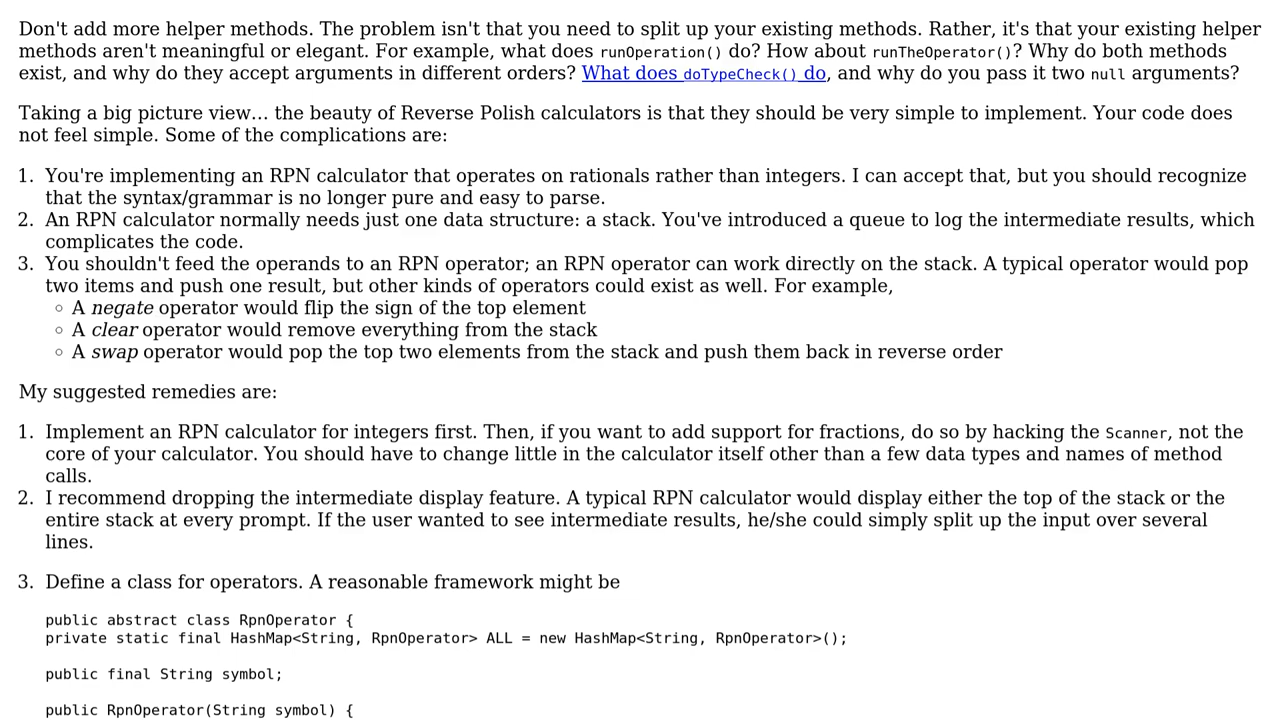 Don't add more helper methods. The problem isn't that you need to split up your existing methods. Rather, it's that your existing helper
methods aren't meaningful or elegant. For example, what does runOperation() do? How about runTheOperator()? Why do both methods
exist, and why do they accept arguments in different orders? What does doTypeCheck() do, and why do you pass it two null arguments?
Taking a big picture view… the beauty of Reverse Polish calculators is that they should be very simple to implement. Your code does
not feel simple. Some of the complications are:
1. You're implementing an RPN calculator that operates on rationals rather than integers. I can accept that, but you should recognize
that the syntax/grammar is no longer pure and easy to parse.
2. An RPN calculator normally needs just one data structure: a stack. You've introduced a queue to log the intermediate results, which
complicates the code.
3. You shouldn't feed the operands to an RPN operator; an RPN operator can work directly on the stack. A typical operator would pop
two items and push one result, but other kinds of operators could exist as well. For example,
◦ A negate operator would flip the sign of the top element
◦ A clear operator would remove everything from the stack
◦ A swap operator would pop the top two elements from the stack and push them back in reverse order
My suggested remedies are:
1. Implement an RPN calculator for integers first. Then, if you want to add support for fractions, do so by hacking the Scanner, not the
core of your calculator. You should have to change little in the calculator itself other than a few data types and names of method
calls.
2. I recommend dropping the intermediate display feature. A typical RPN calculator would display either the top of the stack or the
entire stack at every prompt. If the user wanted to see intermediate results, he/she could simply split up the input over several
lines.
3. Define a class for operators. A reasonable framework might be
public abstract class RpnOperator {
private static final HashMap<String, RpnOperator> ALL = new HashMap<String, RpnOperator>();
public final String symbol;
public RpnOperator(String symbol) {